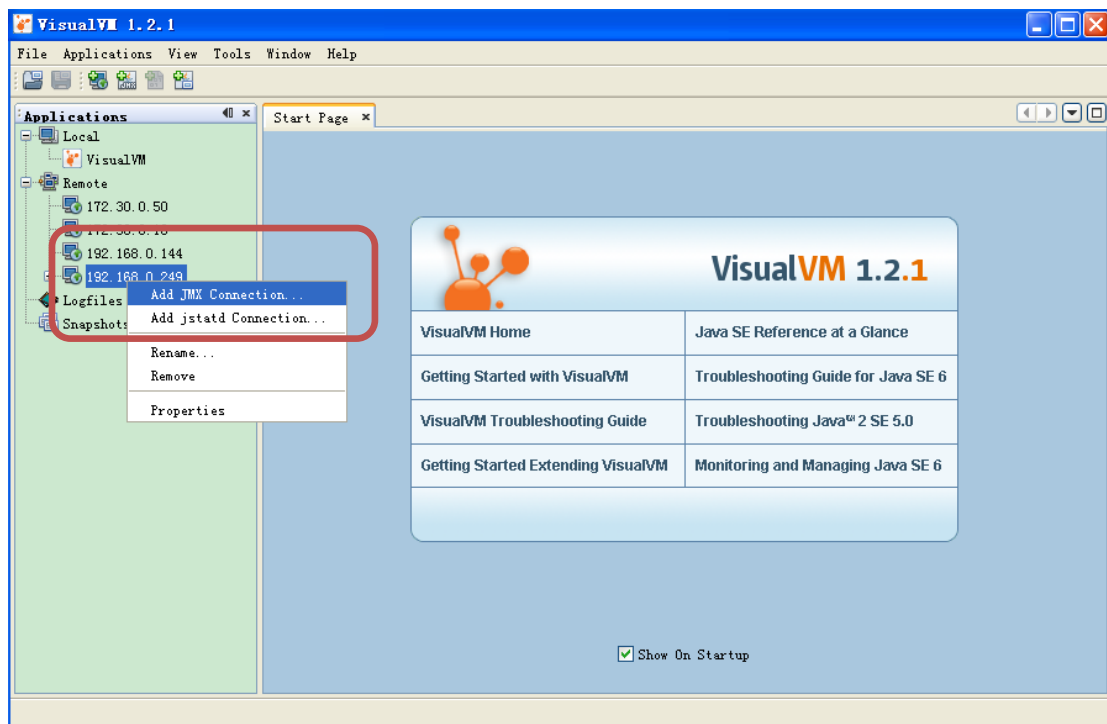 VisualVM 1.2.1
File Applications View Tools Window Help
Applications
Start Page
Local
VisualVM
Remote
172.30.0.50
192.168.0.144
192.168.0.249
Logfiles
Snapshots
Add JMX Connection...
Add jstatd Connection...
Rename...
Remove
Properties
VisualVM 1.2.1
VisualVM Home
Java SE Reference at a Glance
Getting Started with VisualVM
Troubleshooting Guide for Java SE 6
VisualVM Troubleshooting Guide
Troubleshooting Java™ 2 SE 5.0
Getting Started Extending VisualVM
Monitoring and Managing Java SE 6
Show On Startup